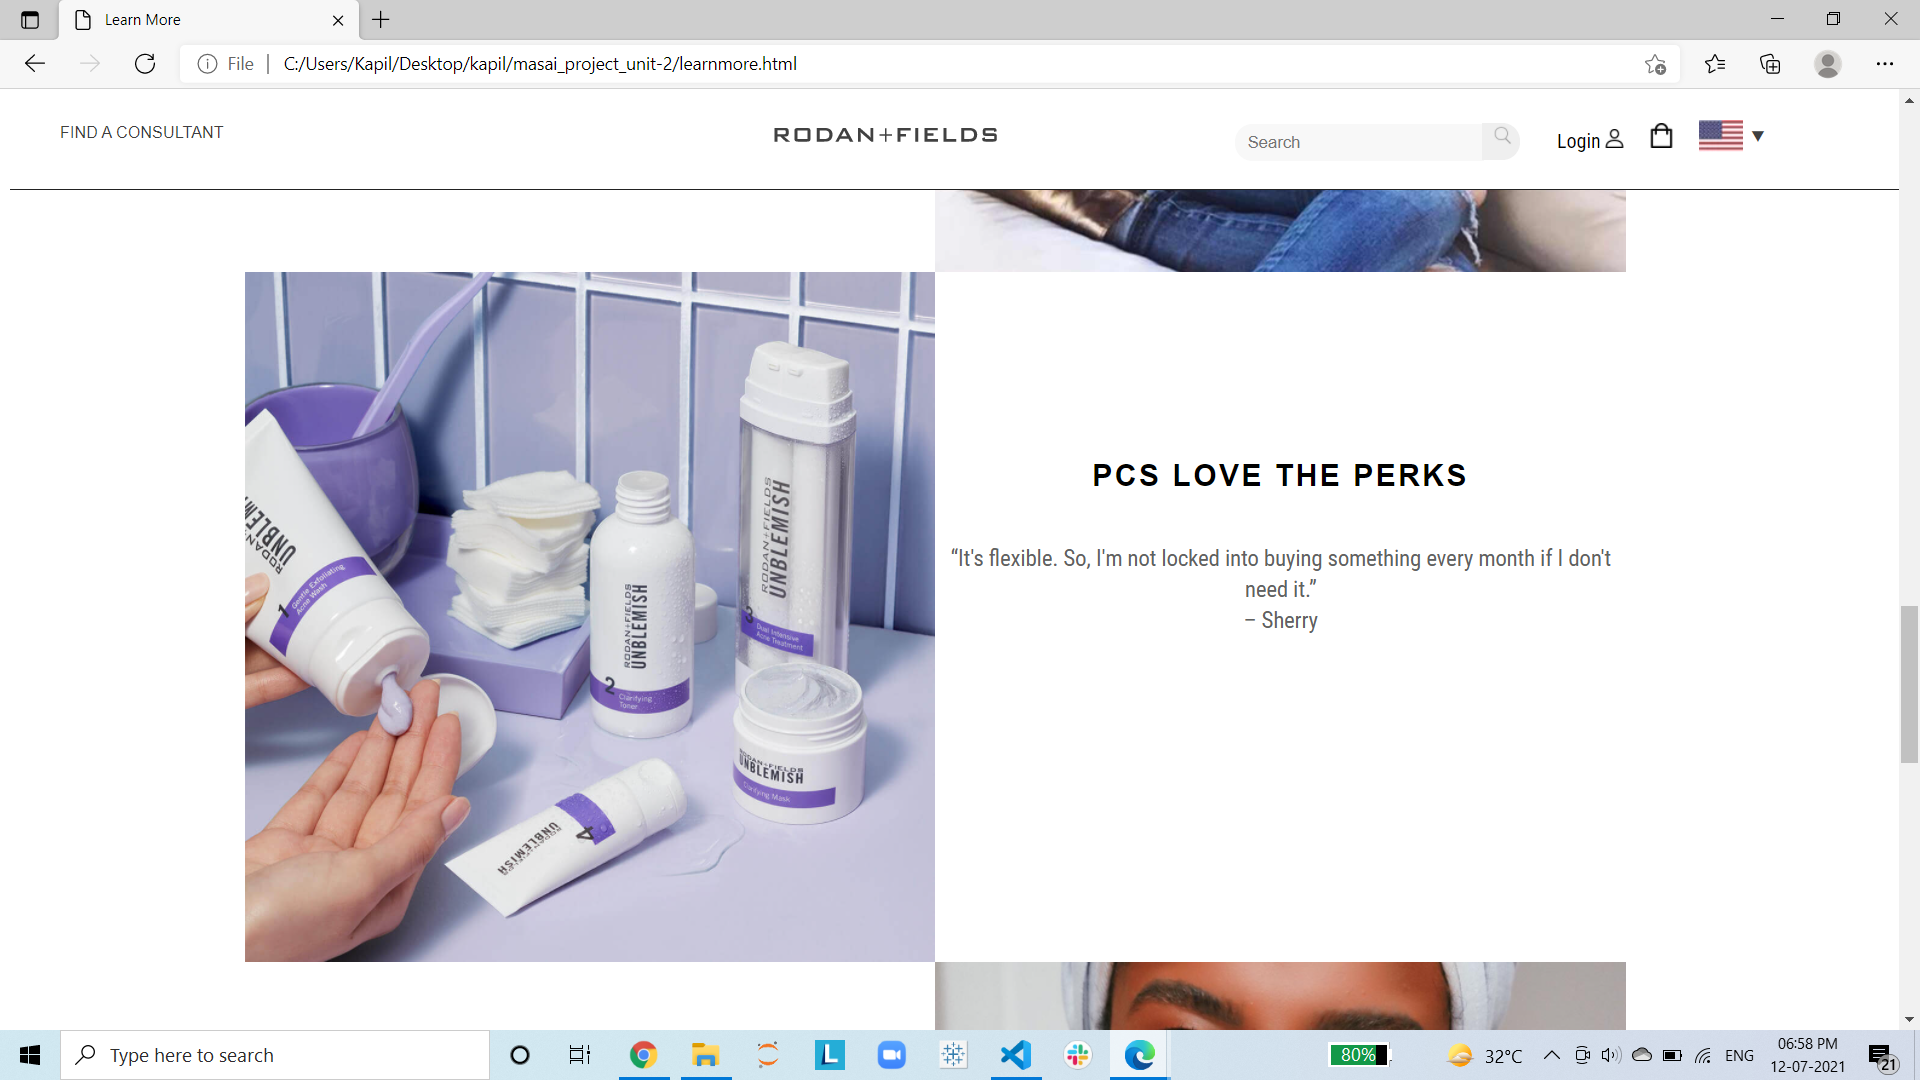 Learn More
File
C:/Users/Kapil/Desktop/kapil/masai_project_unit-2/learnmore.html
FIND A CONSULTANT
RODAN+FIELDS
Search
Login
RODAN+FIELDS
UNBLEM
1
Gentle Exfoliating
Acne Wash
RODAN+FIELDS
UNBLEMISH
2
Clarifying
Toner
RODAN+FIELDS
UNBLEMISH
3
Dual Intensive
Acne Treatment
RODAN+FIELDS
UNBLEMISH
Clarifying Mask
RODAN+FIELDS
UNBLEMISH
4
PCS LOVE THE PERKS
“It's flexible. So, I'm not locked into buying something every month if I don't
need it.”
– Sherry
Type here to search
L
80%
32°C
ENG
06:58 PM
12-07-2021
21